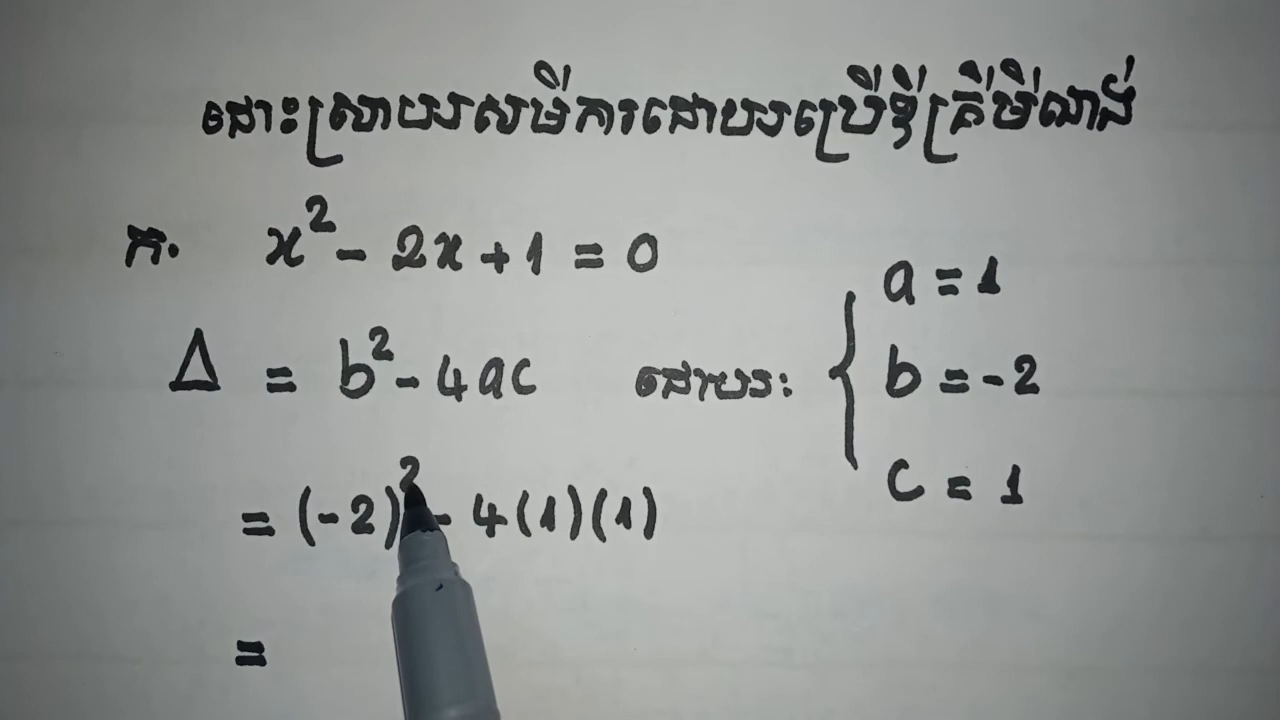 ដោះស្រាយសមីការដោយប្រើឌីគ្រីមីណង់
ក. x² - 2x + 1 = 0
Δ = b² - 4ac ដោយ: { a = 1
b = -2
c = 1
= (-2)² - 4(1)(1)
=